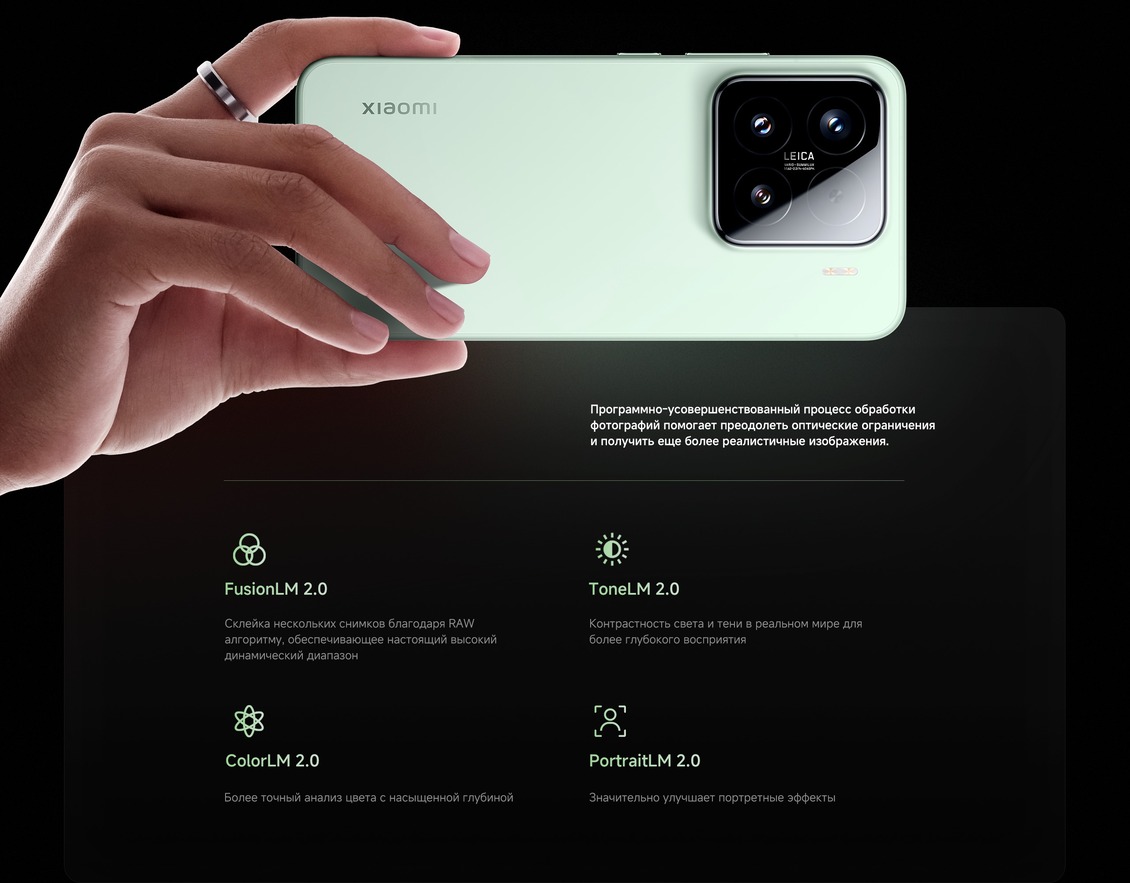 xiaomi
LEICA
Программно-усовершенствованный процесс обработки
фотографий помогает преодолеть оптические ограничения
и получить еще более реалистичные изображения.
FusionLM 2.0
Склейка нескольких снимков благодаря RAW
алгоритму, обеспечивающее настоящий высокий
динамический диапазон
ToneLM 2.0
Контрастность света и тени в реальном мире для
более глубокого восприятия
ColorLM 2.0
Более точный анализ цвета с насыщенной глубиной
PortraitLM 2.0
Значительно улучшает портретные эффекты